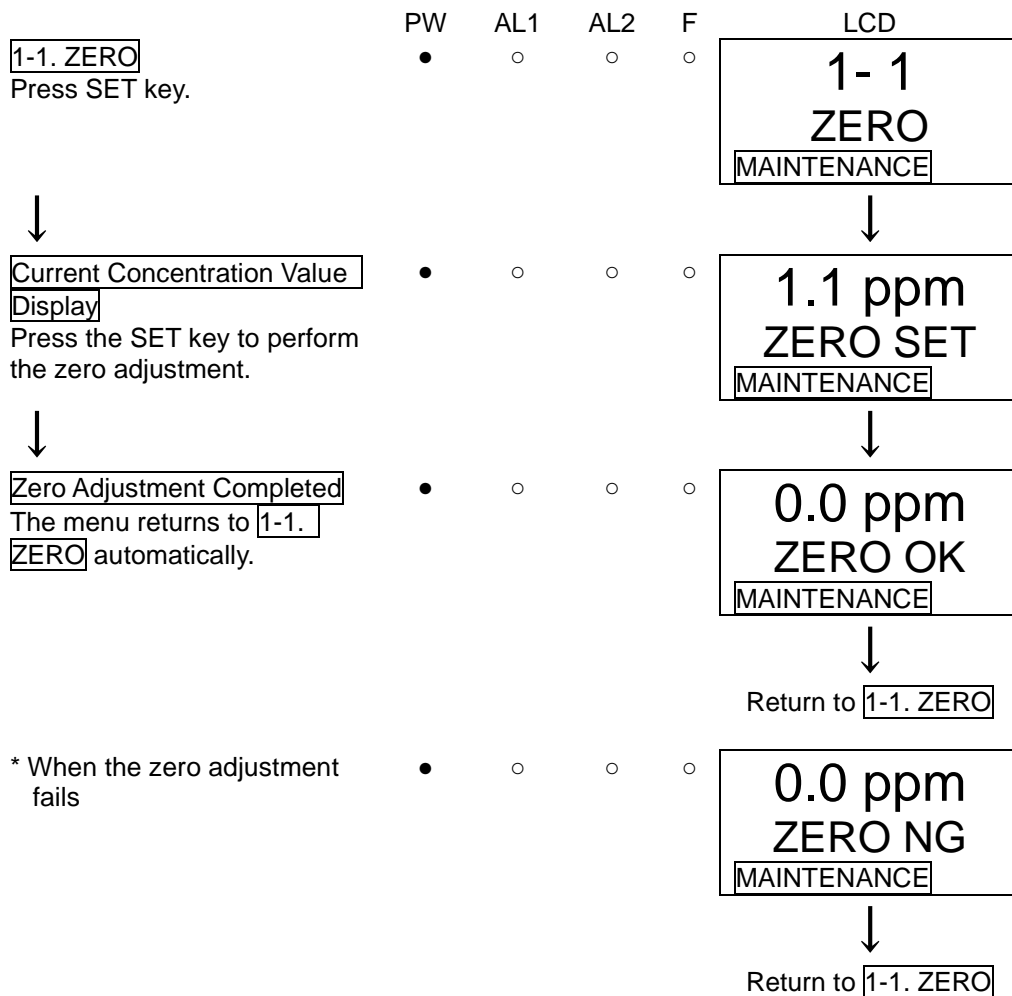 PW AL1 AL2 F LCD
1-1. ZERO ● ○ ○ ○ 1- 1
Press SET key.
ZERO
MAINTENANCE
↓ ↓
Current Concentration Value ● ○ ○ ○ 1.1 ppm
Display
Press the SET key to perform ZERO SET
the zero adjustment.
MAINTENANCE
↓ ↓
Zero Adjustment Completed ● ○ ○ ○ 0.0 ppm
The menu returns to 1-1.
ZERO automatically. ZERO OK
MAINTENANCE
↓
Return to 1-1. ZERO
* When the zero adjustment ● ○ ○ ○ 0.0 ppm
fails
ZERO NG
MAINTENANCE
↓
Return to 1-1. ZERO